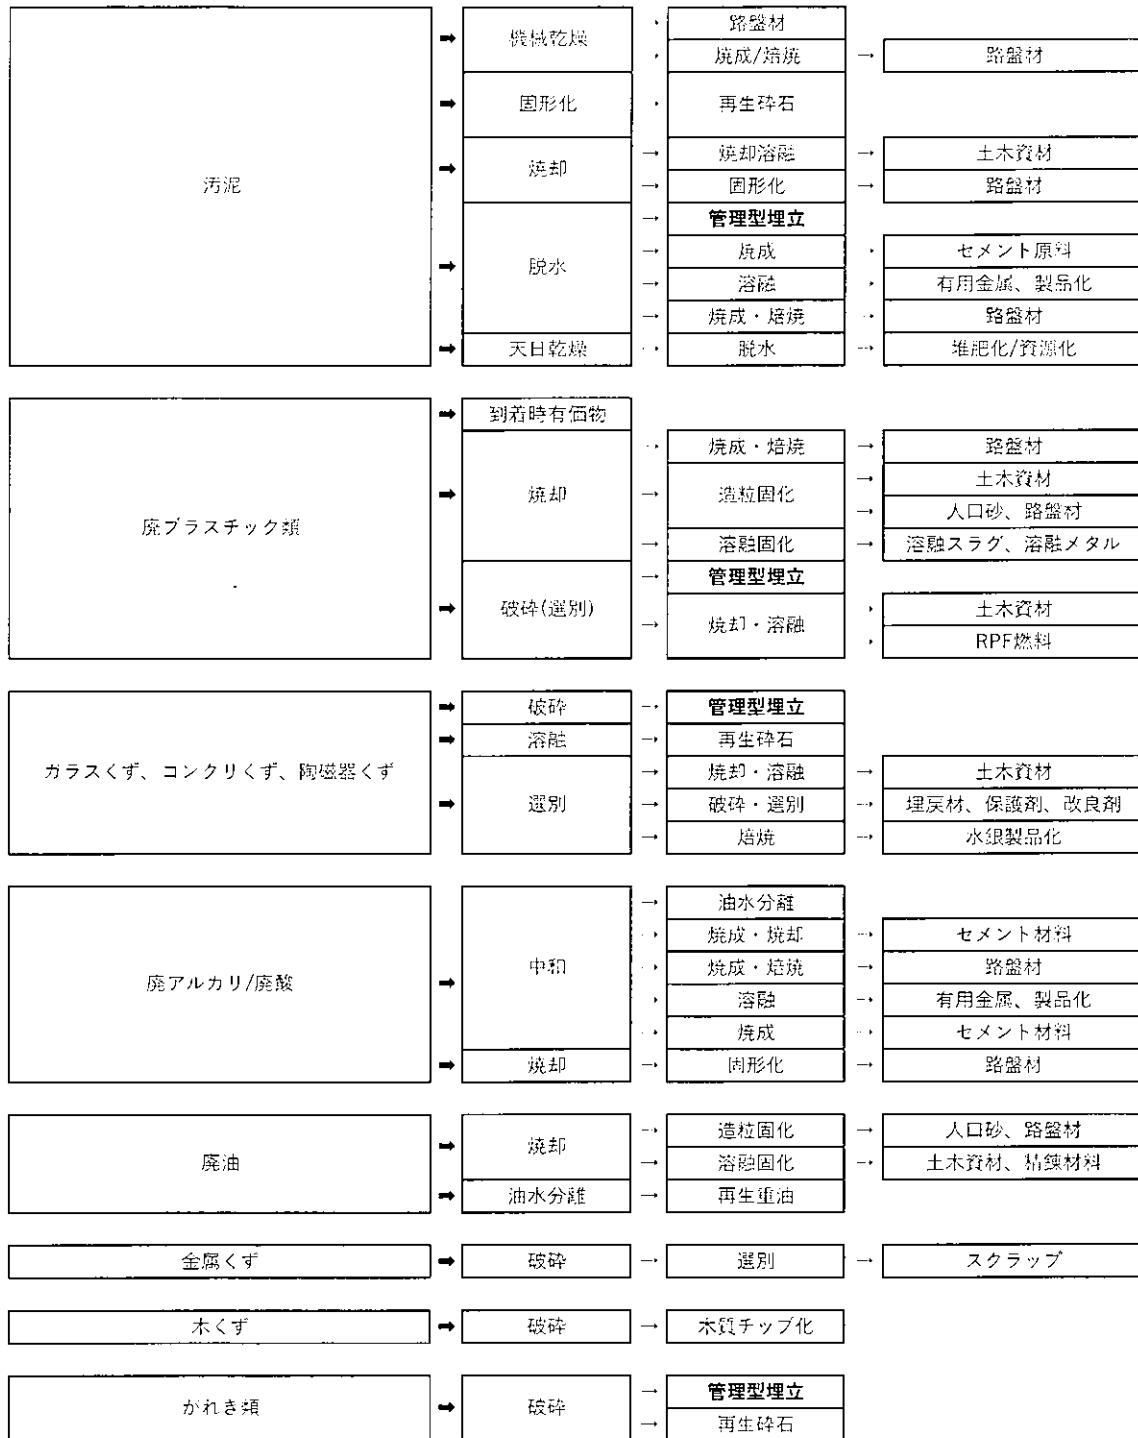 路盤材
機械乾燥
焼成/焙焼 → 路盤材
固形化 → 再生砕石
汚泥
焼却
焼却溶融 → 土木資材
固形化 → 路盤材
脱水
管理型埋立
焼成 セメント原料
溶融 有用金属、製品化
焼成・焙焼 路盤材
天日乾燥 脱水 → 堆肥化/資源化
廃プラスチック類
到着時有価物
焼却
焼成・焙焼 → 路盤材
造粒固化 → 土木資材
人口砂、路盤材
溶融固化 → 溶融スラグ、溶融メタル
破砕(選別)
管理型埋立
焼却・溶融 土木資材
RPF燃料
ガラスくず、コンクリくず、陶磁器くず
破砕 → 管理型埋立
溶融 → 再生砕石
選別
焼却・溶融 → 土木資材
破砕・選別 → 埋戻材、保護剤、改良剤
焙焼 → 水銀製品化
廃アルカリ/廃酸
中和
油水分離
焼成・焼却 → セメント材料
焼成・焙焼 → 路盤材
溶融 → 有用金属、製品化
焼成 → セメント材料
焼却 → 固形化 → 路盤材
廃油
焼却
造粒固化 → 人口砂、路盤材
溶融固化 → 土木資材、精錬材料
油水分離 → 再生重油
金属くず → 破砕 → 選別 → スクラップ
木くず → 破砕 → 木質チップ化
がれき類 → 破砕
管理型埋立
再生砕石